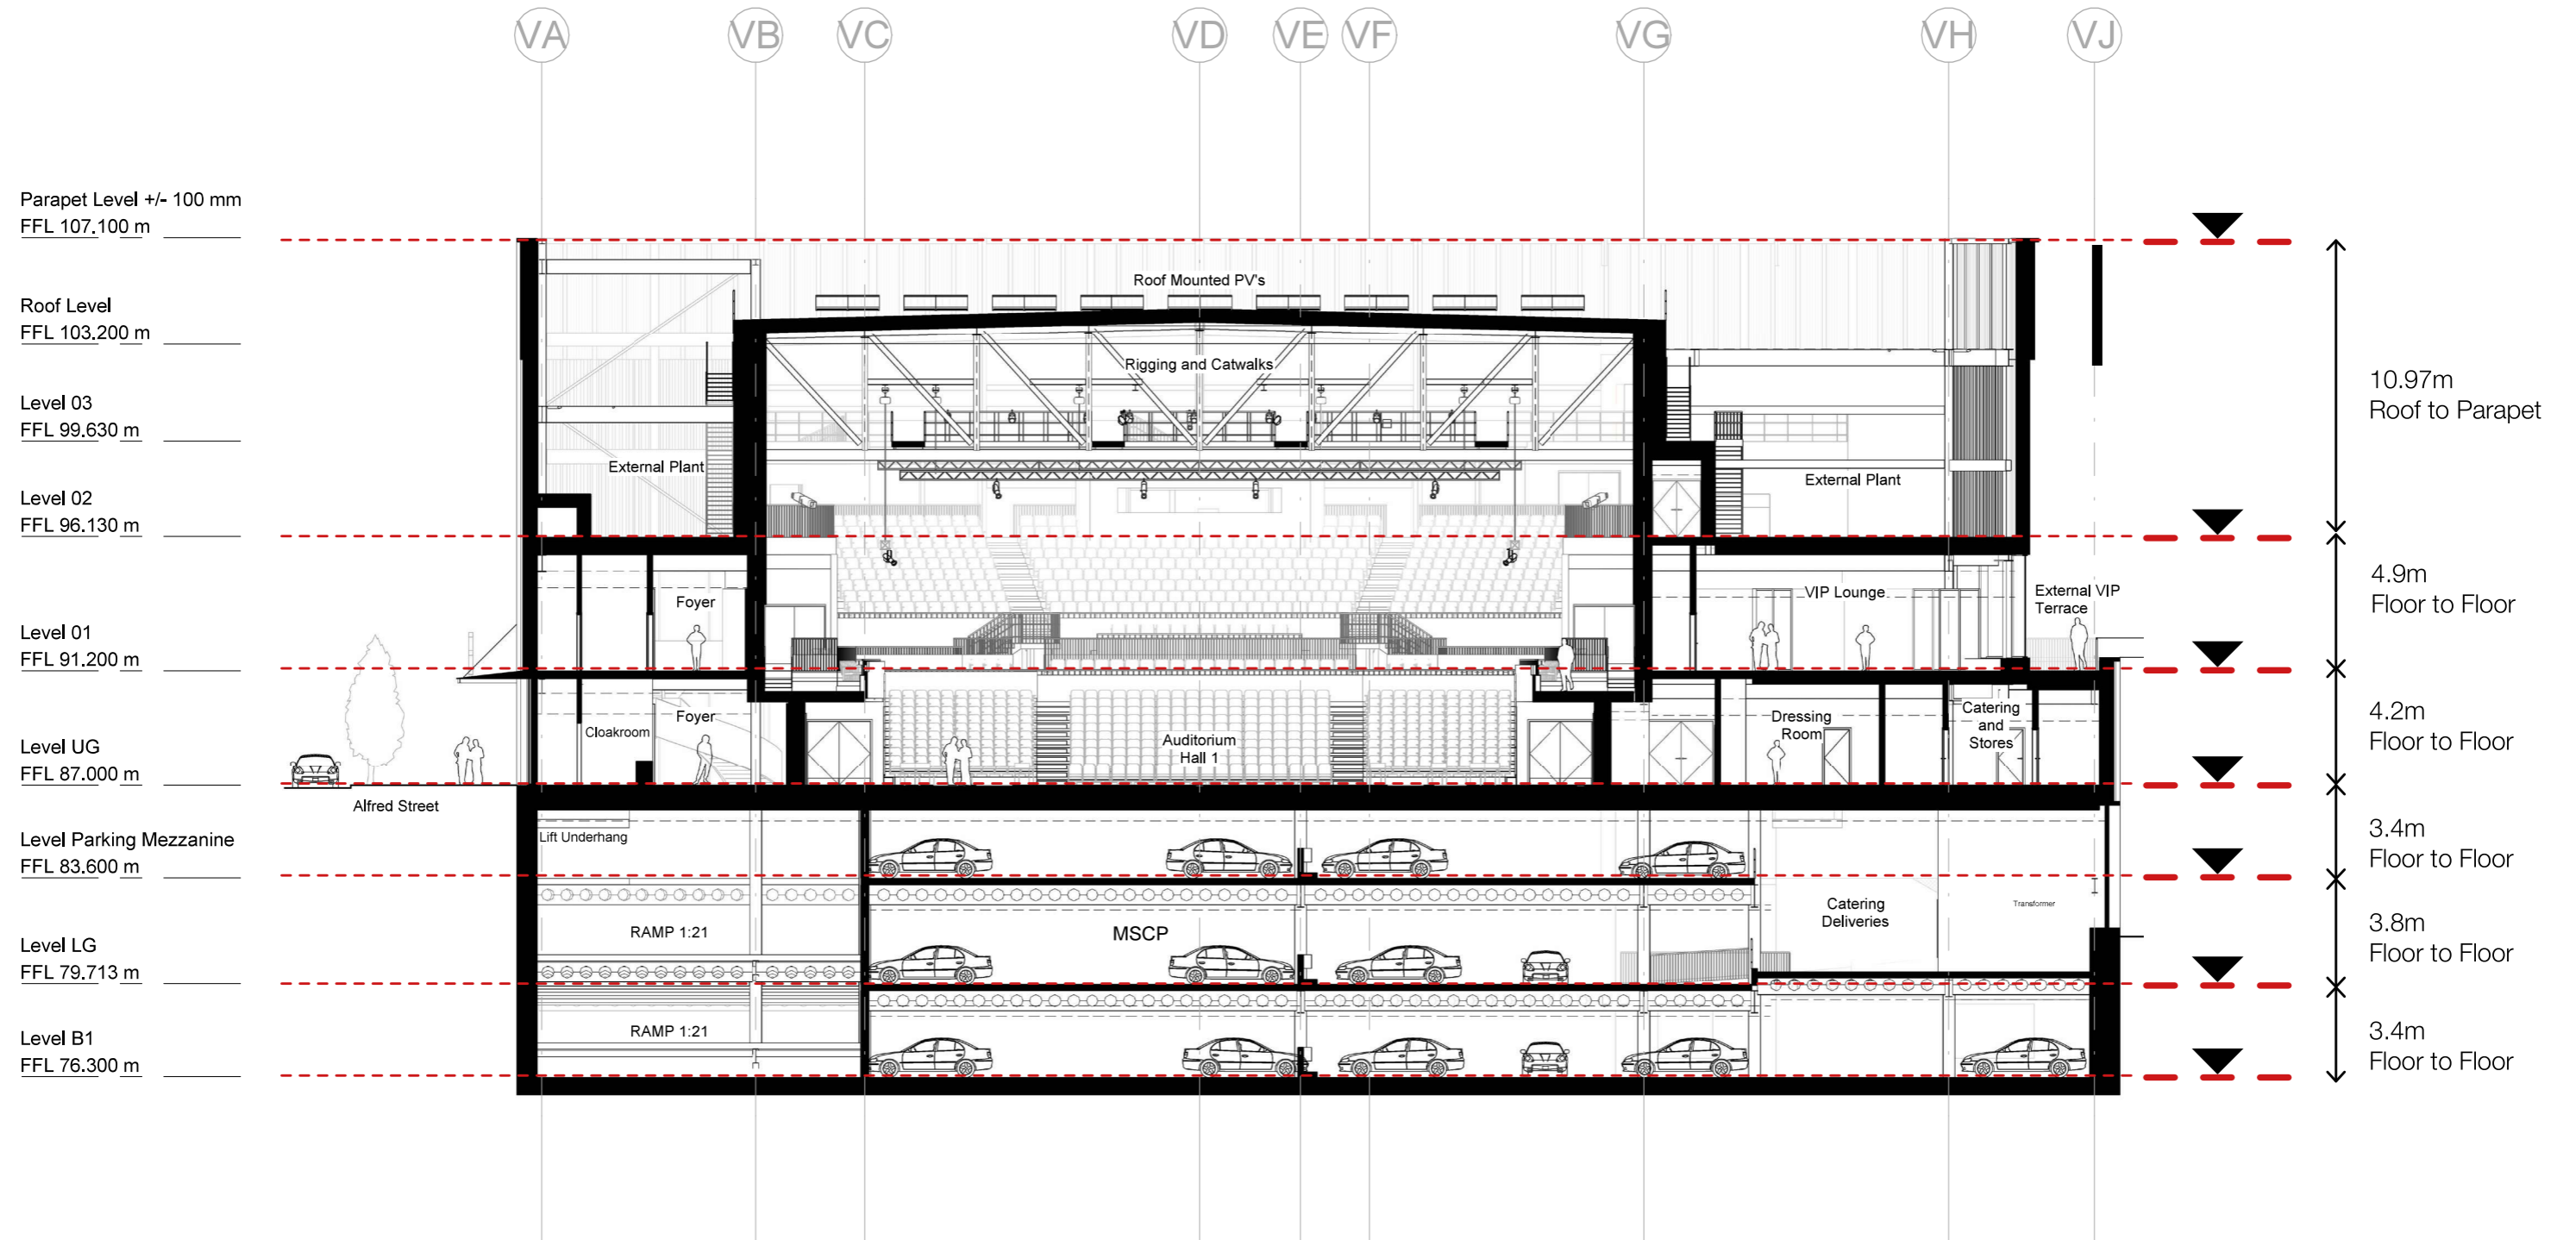 VA VB VC VD VE VF VG VH VJ
Parapet Level +/- 100 mm
FFL 107.100 m
Roof Level
FFL 103.200 m
Level 03
FFL 99.630 m
Level 02
FFL 96.130 m
Level 01
FFL 91.200 m
Level UG
FFL 87.000 m
Level Parking Mezzanine
FFL 83.600 m
Level LG
FFL 79.713 m
Level B1
FFL 76.300 m
Roof Mounted PV's
Rigging and Catwalks
External Plant
External Plant
Foyer
VIP Lounge
External VIP
Terrace
Cloakroom
Foyer
Auditorium
Hall 1
Dressing
Room
Catering
and
Stores
Alfred Street
Lift Underhang
RAMP 1:21
MSCP
Catering
Deliveries
Transformer
RAMP 1:21
10.97m
Roof to Parapet
4.9m
Floor to Floor
4.2m
Floor to Floor
3.4m
Floor to Floor
3.8m
Floor to Floor
3.4m
Floor to Floor